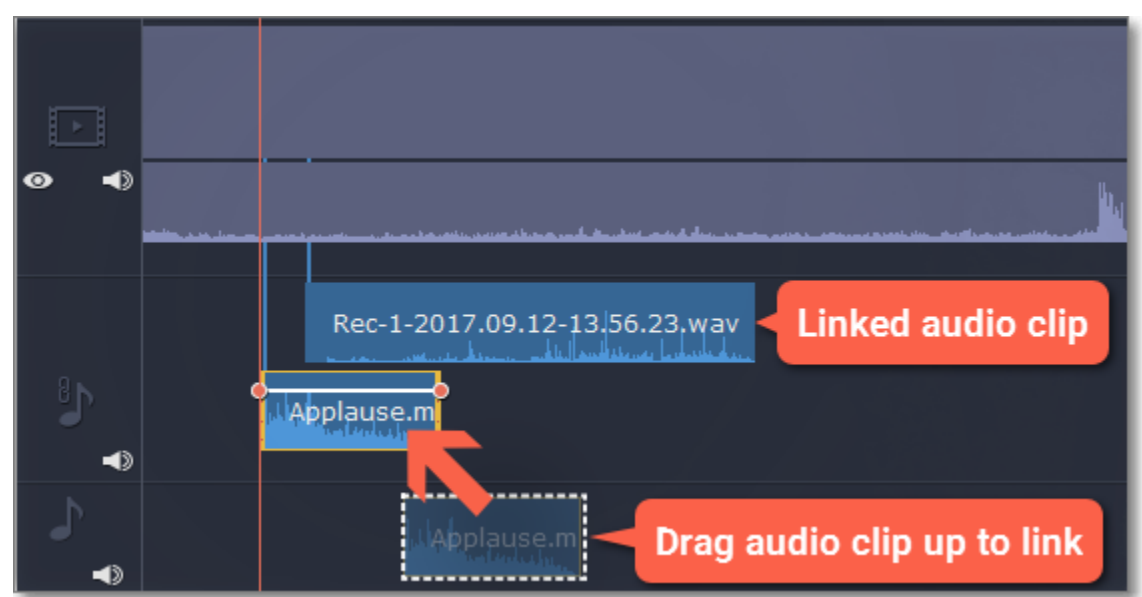 Rec-1-2017.09.12-13.56.23.wav
Linked audio clip
Applause.m
Applause.m
Drag audio clip up to link